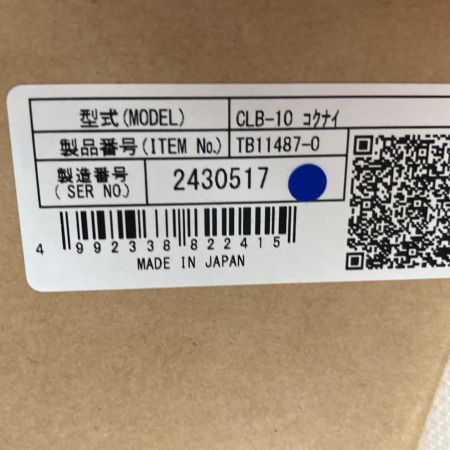 型式(MODEL) CLB-10 コクナイ
製品番号(ITEM No.) TB11487-0
製造番号
(SER NO.) 2430517
4 992338 822415
MADE IN JAPAN